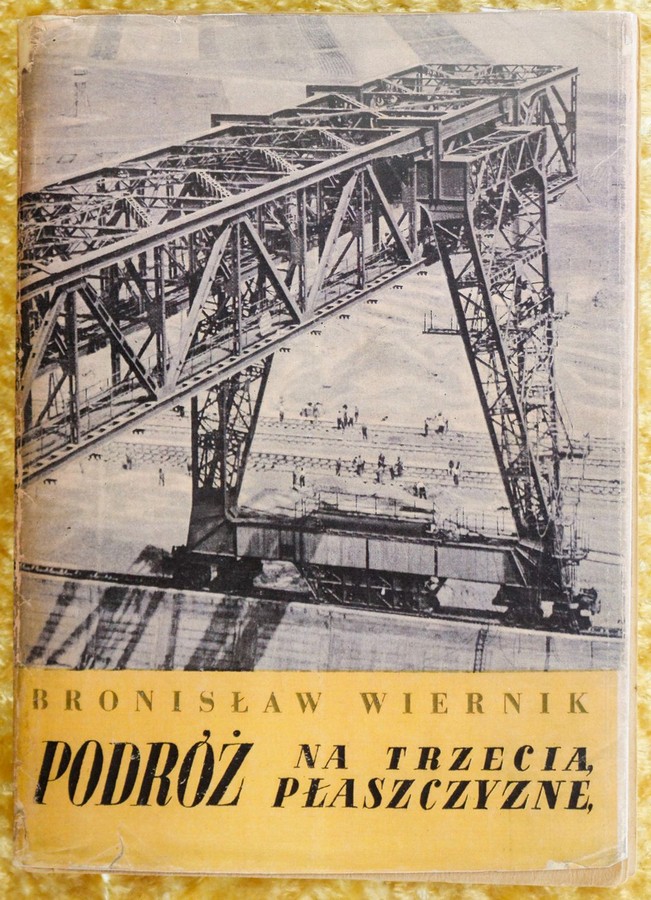 BRONISŁAW WIERNIK
PODRÓŻ NA TRZECIĄ
PŁASZCZYZNĘ